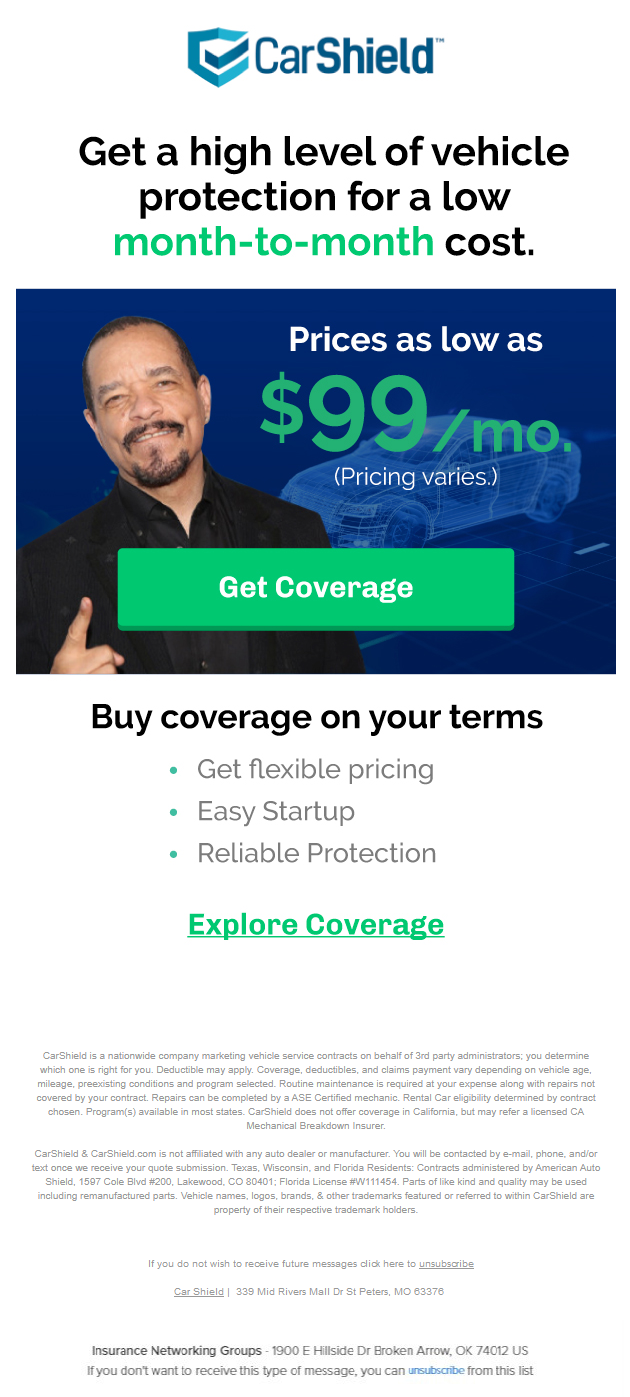 CarShield™
Get a high level of vehicle
protection for a low
month-to-month cost.
Prices as low as
$99/mo.
(Pricing varies.)
Get Coverage
Buy coverage on your terms
• Get flexible pricing
• Easy Startup
• Reliable Protection
Explore Coverage
CarShield is a nationwide company marketing vehicle service contracts on behalf of 3rd party administrators; you determine
which one is right for you. Deductible may apply. Coverage, deductibles, and claims payment vary depending on vehicle age,
mileage, preexisting conditions and program selected. Routine maintenance is required at your expense along with repairs not
covered by your contract. Repairs can be completed by a ASE Certified mechanic. Rental Car eligibility determined by contract
chosen. Program(s) available in most states. CarShield does not offer coverage in California, but may refer a licensed CA
Mechanical Breakdown Insurer.
CarShield & CarShield.com is not affiliated with any auto dealer or manufacturer. You will be contacted by e-mail, phone, and/or
text once we receive your quote submission. Texas, Wisconsin, and Florida Residents: Contracts administered by American Auto
Shield, 1597 Cole Blvd #200, Lakewood, CO 80401; Florida License #W111454. Parts of like kind and quality may be used
including remanufactured parts. Vehicle names, logos, brands, & other trademarks featured or referred to within CarShield are
property of their respective trademark holders.
If you do not wish to receive future messages click here to unsubscribe
Car Shield | 339 Mid Rivers Mall Dr St Peters, MO 63376
Insurance Networking Groups - 1900 E Hillside Dr Broken Arrow, OK 74012 US
If you don't want to receive this type of message, you can unsubscribe from this list